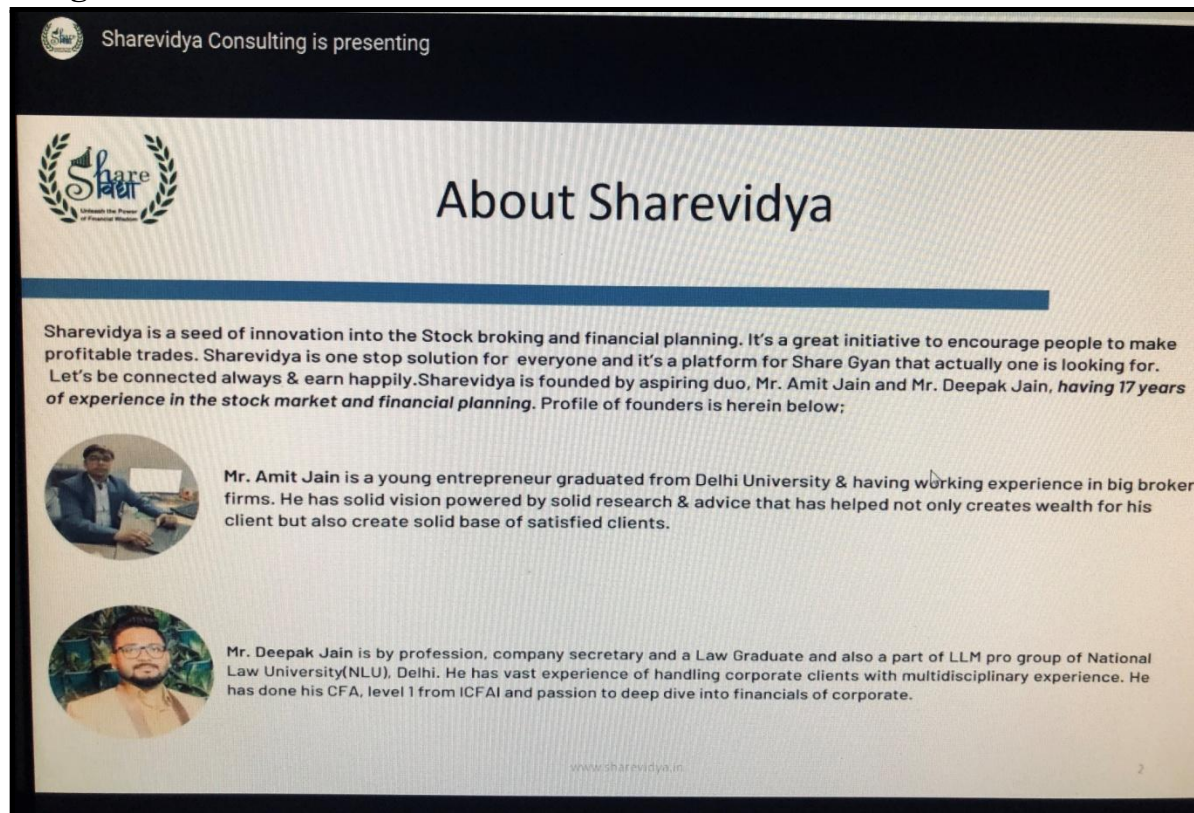 Sharevidya Consulting is presenting
Share
विद्या
Unleash the Power
of Financial Wisdom
About Sharevidya
Sharevidya is a seed of innovation into the Stock broking and financial planning. It's a great initiative to encourage people to make
profitable trades. Sharevidya is one stop solution for everyone and it's a platform for Share Gyan that actually one is looking for.
Let's be connected always & earn happily.Sharevidya is founded by aspiring duo, Mr. Amit Jain and Mr. Deepak Jain, having 17 years
of experience in the stock market and financial planning. Profile of founders is herein below;
Mr. Amit Jain is a young entrepreneur graduated from Delhi University & having working experience in big broker
firms. He has solid vision powered by solid research & advice that has helped not only creates wealth for his
client but also create solid base of satisfied clients.
Mr. Deepak Jain is by profession, company secretary and a Law Graduate and also a part of LLM pro group of National
Law University(NLU), Delhi. He has vast experience of handling corporate clients with multidisciplinary experience. He
has done his CFA, level 1 from ICFAI and passion to deep dive into financials of corporate.
www.sharevidya.in
2